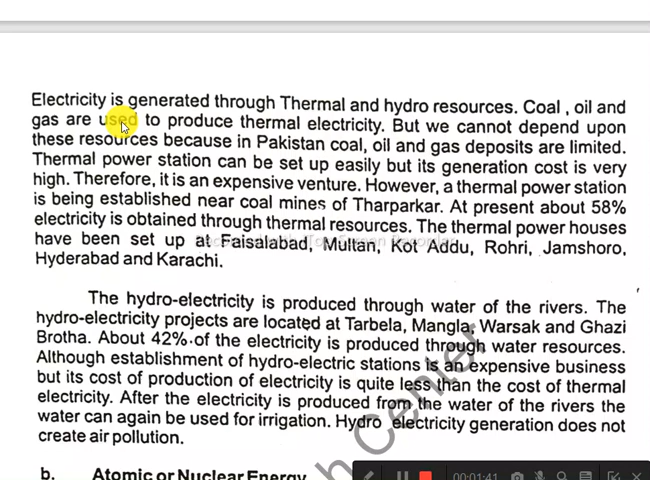 Electricity is generated through Thermal and hydro resources. Coal , oil and
gas are used to produce thermal electricity. But we cannot depend upon
these resources because in Pakistan coal, oil and gas deposits are limited.
Thermal power station can be set up easily but its generation cost is very
high. Therefore, it is an expensive venture. However, a thermal power station
is being established near coal mines of Tharparkar. At present about 58%
electricity is obtained through thermal resources. The thermal power houses
have been set up at Faisalabad, Multan, Kot Addu, Rohri, Jamshoro,
Hyderabad and Karachi.
The hydro-electricity is produced through water of the rivers. The
hydro-electricity projects are located at Tarbela, Mangla, Warsak and Ghazi
Brotha. About 42% of the electricity is produced through water resources.
Although establishment of hydro-electric stations is an expensive business
but its cost of production of electricity is quite less than the cost of thermal
electricity. After the electricity is produced from the water of the rivers the
water can again be used for irrigation. Hydro electricity generation does not
create air pollution.
h Center
b. Atomic or Nuclear Energy
00:01:41